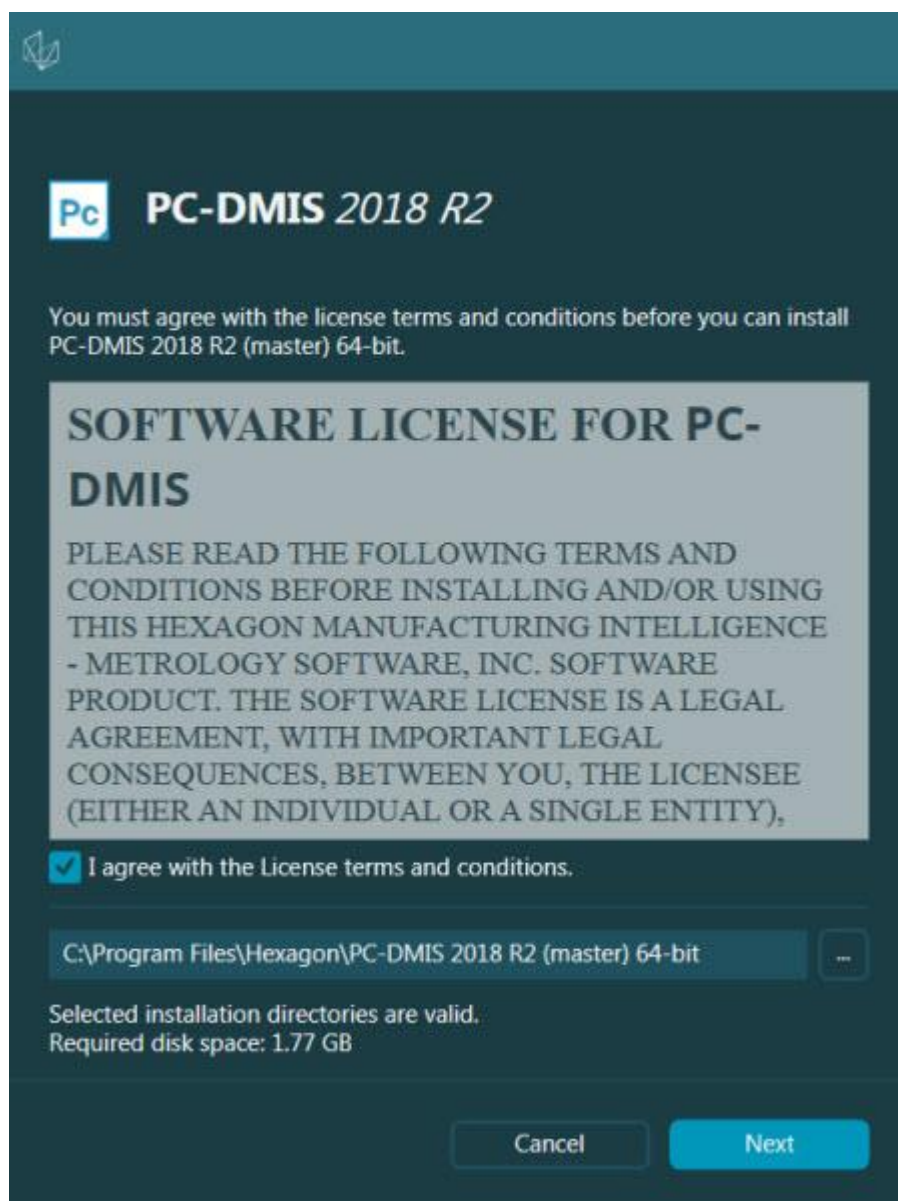 Pc
PC-DMIS 2018 R2
You must agree with the license terms and conditions before you can install
PC-DMIS 2018 R2 (master) 64-bit.
SOFTWARE LICENSE FOR PC-
DMIS
PLEASE READ THE FOLLOWING TERMS AND
CONDITIONS BEFORE INSTALLING AND/OR USING
THIS HEXAGON MANUFACTURING INTELLIGENCE
- METROLOGY SOFTWARE, INC. SOFTWARE
PRODUCT. THE SOFTWARE LICENSE IS A LEGAL
AGREEMENT, WITH IMPORTANT LEGAL
CONSEQUENCES, BETWEEN YOU, THE LICENSEE
(EITHER AN INDIVIDUAL OR A SINGLE ENTITY),
I agree with the License terms and conditions.
C:\Program Files\Hexagon\PC-DMIS 2018 R2 (master) 64-bit
...
Selected installation directories are valid.
Required disk space: 1.77 GB
Cancel
Next